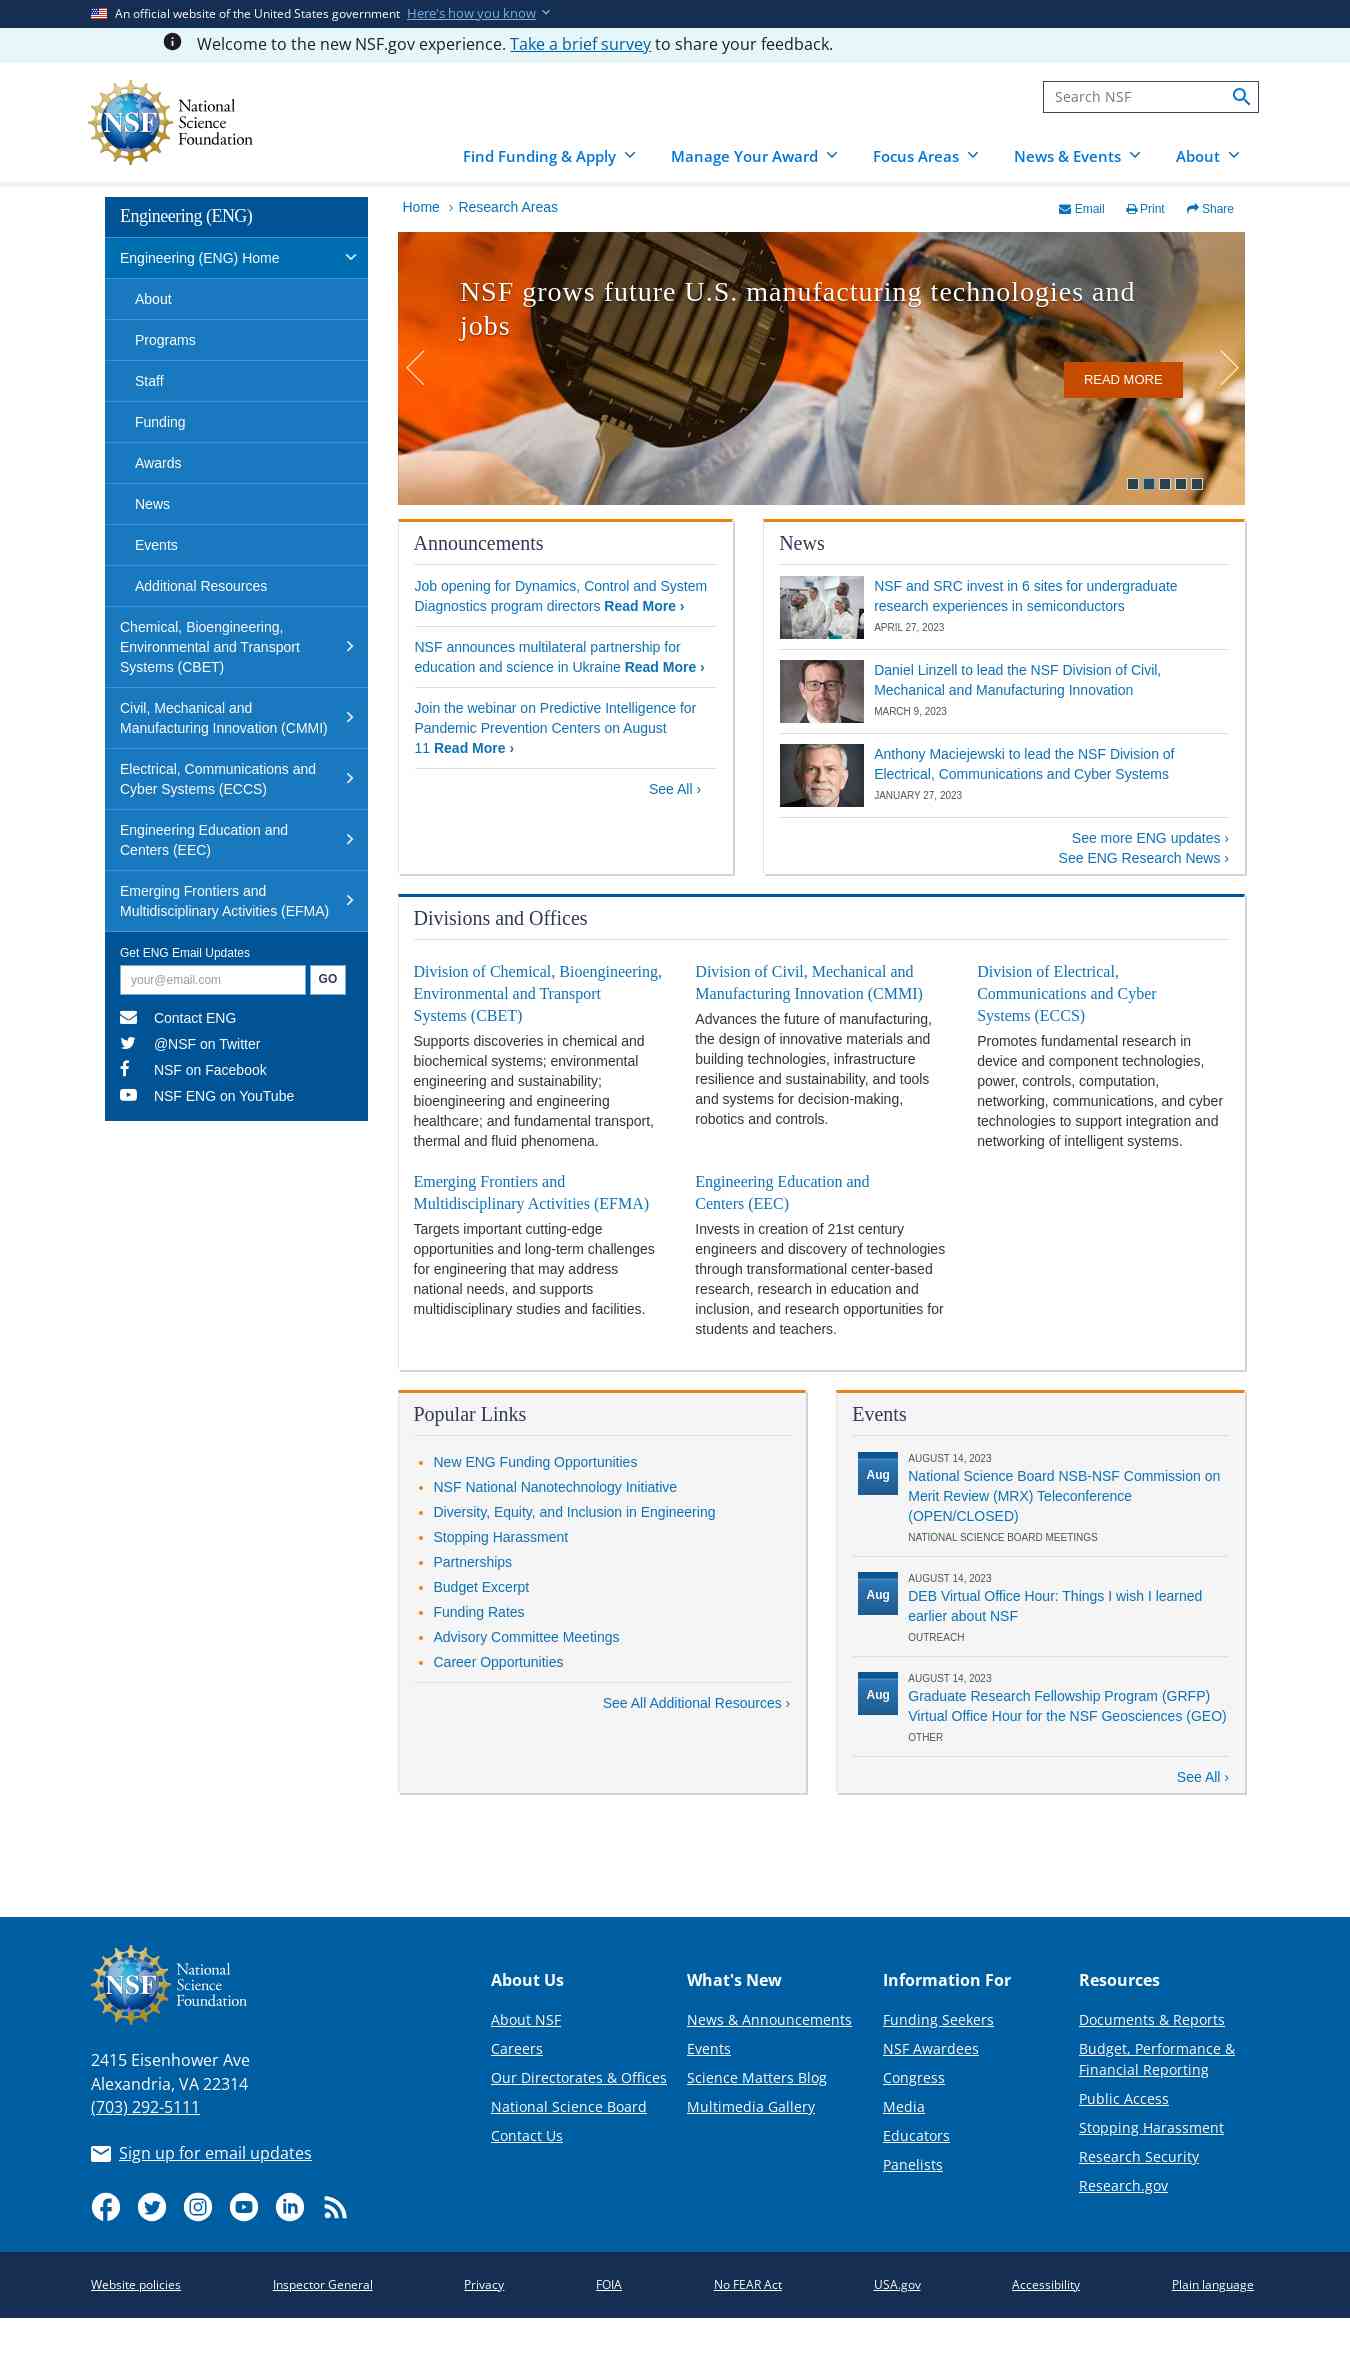 An official website of the United States government Here's how you know
Welcome to the new NSF.gov experience. Take a brief survey to share your feedback.
NSF
National
Science
Foundation
Search NSF
Find Funding & Apply
Manage Your Award
Focus Areas
News & Events
About
Engineering (ENG)
Engineering (ENG) Home
About
Programs
Staff
Funding
Awards
News
Events
Additional Resources
Chemical, Bioengineering,
Environmental and Transport
Systems (CBET)
Civil, Mechanical and
Manufacturing Innovation (CMMI)
Electrical, Communications and
Cyber Systems (ECCS)
Engineering Education and
Centers (EEC)
Emerging Frontiers and
Multidisciplinary Activities (EFMA)
Get ENG Email Updates
your@email.com
GO
Contact ENG
@NSF on Twitter
NSF on Facebook
NSF ENG on YouTube
Home › Research Areas
Email
Print
Share
NSF grows future U.S. manufacturing technologies and
jobs
READ MORE
Announcements
Job opening for Dynamics, Control and System
Diagnostics program directors Read More ›
NSF announces multilateral partnership for
education and science in Ukraine Read More ›
Join the webinar on Predictive Intelligence for
Pandemic Prevention Centers on August
11 Read More ›
See All ›
News
NSF and SRC invest in 6 sites for undergraduate
research experiences in semiconductors
APRIL 27, 2023
Daniel Linzell to lead the NSF Division of Civil,
Mechanical and Manufacturing Innovation
MARCH 9, 2023
Anthony Maciejewski to lead the NSF Division of
Electrical, Communications and Cyber Systems
JANUARY 27, 2023
See more ENG updates ›
See ENG Research News ›
Divisions and Offices
Division of Chemical, Bioengineering,
Environmental and Transport
Systems (CBET)
Supports discoveries in chemical and
biochemical systems; environmental
engineering and sustainability;
bioengineering and engineering
healthcare; and fundamental transport,
thermal and fluid phenomena.
Division of Civil, Mechanical and
Manufacturing Innovation (CMMI)
Advances the future of manufacturing,
the design of innovative materials and
building technologies, infrastructure
resilience and sustainability, and tools
and systems for decision-making,
robotics and controls.
Division of Electrical,
Communications and Cyber
Systems (ECCS)
Promotes fundamental research in
device and component technologies,
power, controls, computation,
networking, communications, and cyber
technologies to support integration and
networking of intelligent systems.
Emerging Frontiers and
Multidisciplinary Activities (EFMA)
Targets important cutting-edge
opportunities and long-term challenges
for engineering that may address
national needs, and supports
multidisciplinary studies and facilities.
Engineering Education and
Centers (EEC)
Invests in creation of 21st century
engineers and discovery of technologies
through transformational center-based
research, research in education and
inclusion, and research opportunities for
students and teachers.
Popular Links
New ENG Funding Opportunities
NSF National Nanotechnology Initiative
Diversity, Equity, and Inclusion in Engineering
Stopping Harassment
Partnerships
Budget Excerpt
Funding Rates
Advisory Committee Meetings
Career Opportunities
See All Additional Resources ›
Events
Aug
AUGUST 14, 2023
National Science Board NSB-NSF Commission on
Merit Review (MRX) Teleconference
(OPEN/CLOSED)
NATIONAL SCIENCE BOARD MEETINGS
Aug
AUGUST 14, 2023
DEB Virtual Office Hour: Things I wish I learned
earlier about NSF
OUTREACH
Aug
AUGUST 14, 2023
Graduate Research Fellowship Program (GRFP)
Virtual Office Hour for the NSF Geosciences (GEO)
OTHER
See All ›
NSF
National
Science
Foundation
2415 Eisenhower Ave
Alexandria, VA 22314
(703) 292-5111
Sign up for email updates
About Us
About NSF
Careers
Our Directorates & Offices
National Science Board
Contact Us
What's New
News & Announcements
Events
Science Matters Blog
Multimedia Gallery
Information For
Funding Seekers
NSF Awardees
Congress
Media
Educators
Panelists
Resources
Documents & Reports
Budget, Performance &
Financial Reporting
Public Access
Stopping Harassment
Research Security
Research.gov
Website policies
Inspector General
Privacy
FOIA
No FEAR Act
USA.gov
Accessibility
Plain language